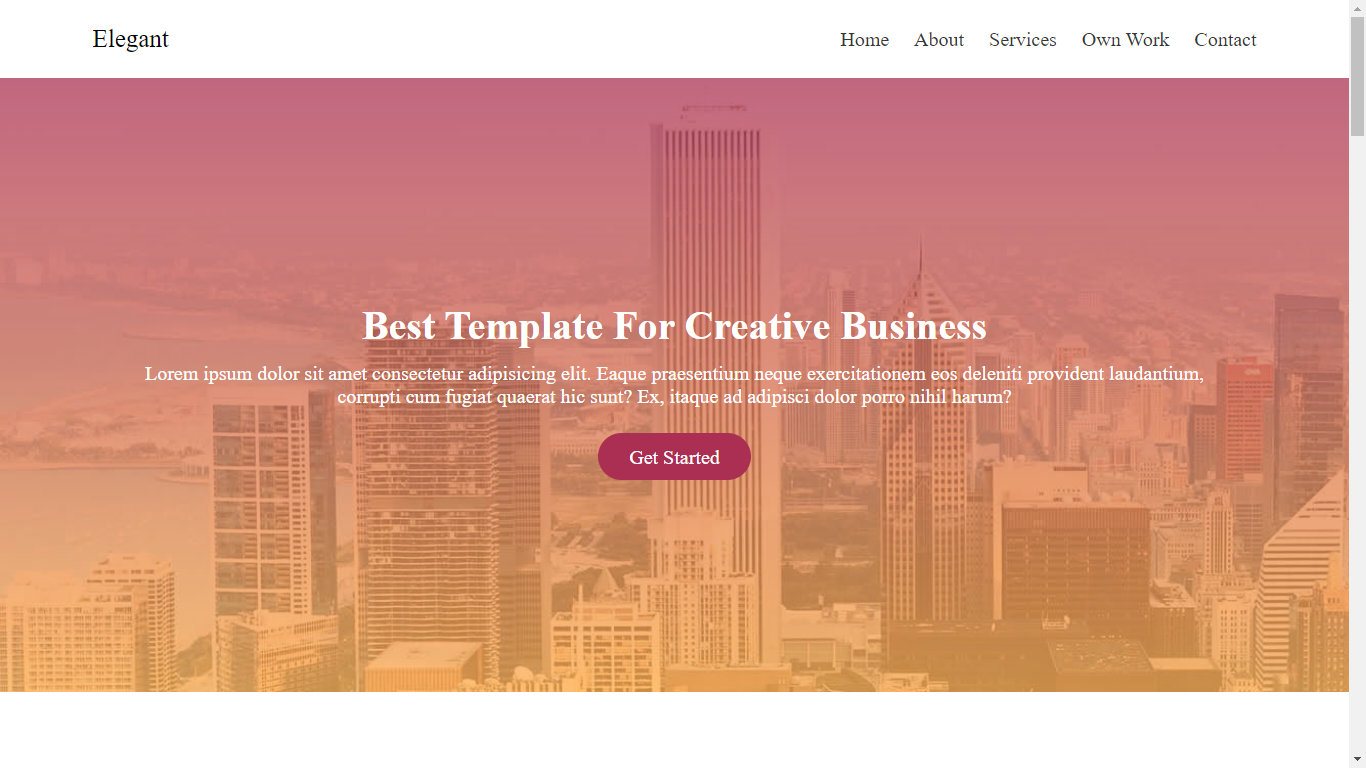 Elegant
Home About Services Own Work Contact
Best Template For Creative Business
Lorem ipsum dolor sit amet consectetur adipisicing elit. Eaque praesentium neque exercitationem eos deleniti provident laudantium,
corrupti cum fugiat quaerat hic sunt? Ex, itaque ad adipisci dolor porro nihil harum?
Get Started